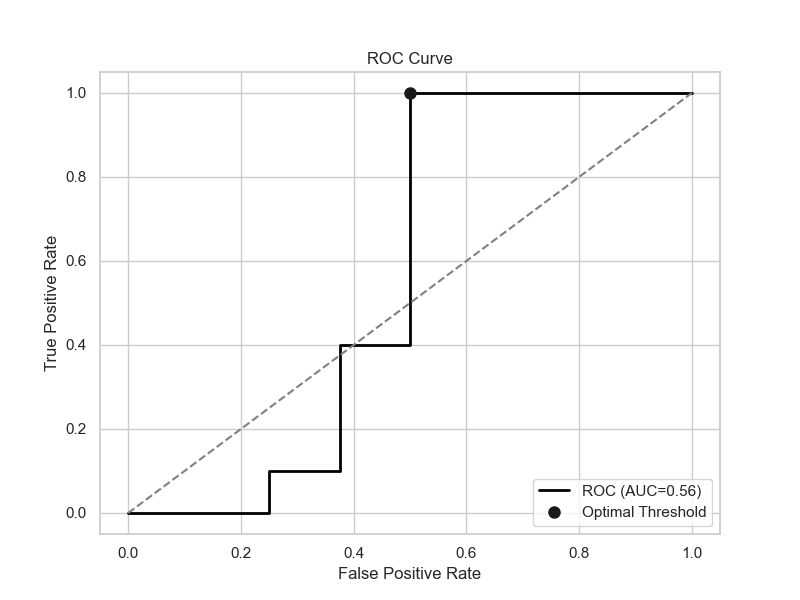 ROC Curve
1.0
0.8
0.6
0.4
0.2
0.0
True Positive Rate
0.0 0.2 0.4 0.6 0.8 1.0
False Positive Rate
ROC (AUC=0.56)
Optimal Threshold